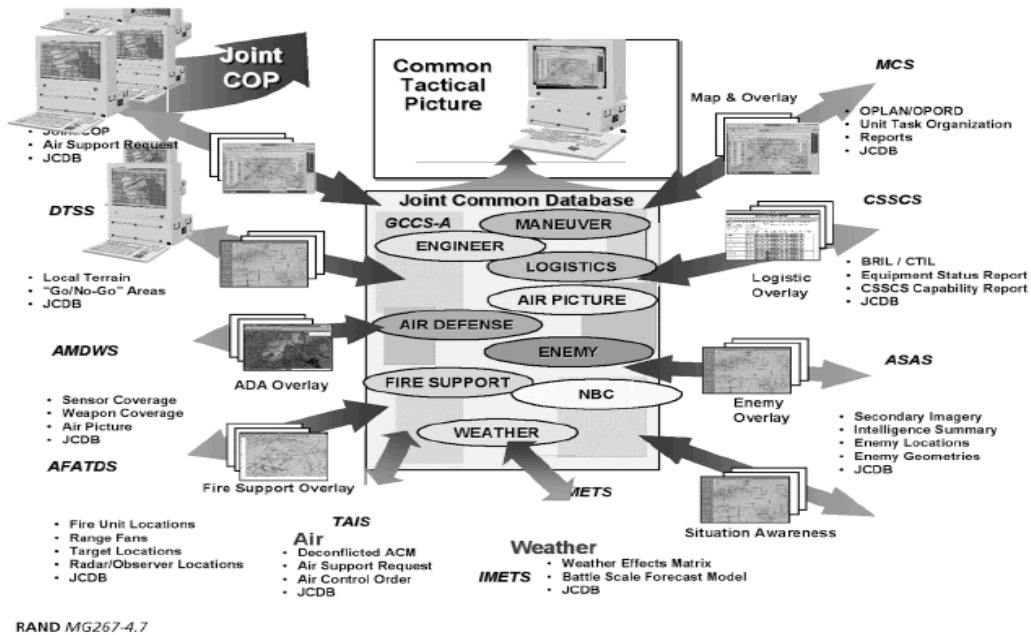 Joint
COP
Common
Tactical
Picture
Map & Overlay
MCS
• OPLAN/OPORD
• Unit Task Organization
• Reports
• JCDB
• Joint COP
• Air Support Request
• JCDB
DTSS
Joint Common Database
GCCS-A
MANEUVER
ENGINEER
LOGISTICS
AIR PICTURE
AIR DEFENSE
ENEMY
FIRE SUPPORT
NBC
WEATHER
CSSCS
Logistic
Overlay
• BRIL / CTIL
• Equipment Status Report
• CSSCS Capability Report
• JCDB
• Local Terrain
• "Go/No-Go" Areas
• JCDB
AMDWS
ADA Overlay
• Sensor Coverage
• Weapon Coverage
• Air Picture
• JCDB
ASAS
Enemy
Overlay
• Secondary Imagery
• Intelligence Summary
• Enemy Locations
• Enemy Geometries
• JCDB
AFATDS
Fire Support Overlay
• Fire Unit Locations
• Range Fans
• Target Locations
• Radar/Observer Locations
• JCDB
TAIS
Air
• Deconflicted ACM
• Air Support Request
• Air Control Order
• JCDB
IMETS
Weather
IMETS
• Weather Effects Matrix
• Battle Scale Forecast Model
• JCDB
Situation Awareness
RAND MG267-4.7